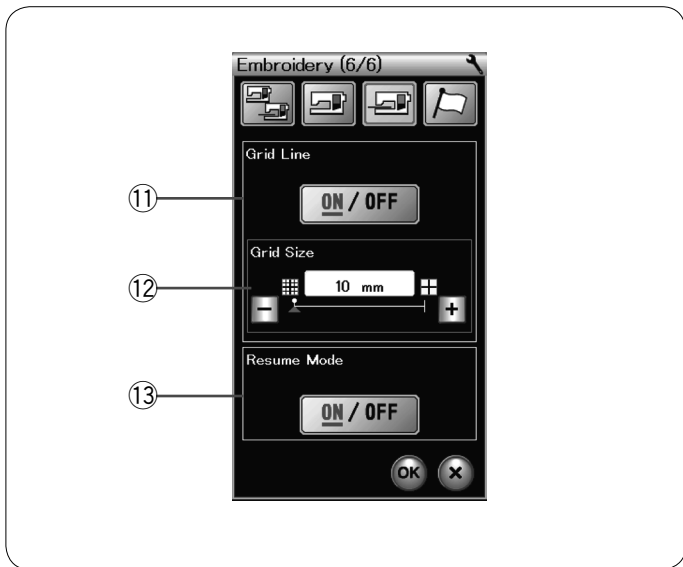 Embroidery (6/6)
Grid Line
⑪
ON / OFF
Grid Size
⑫
10 mm
− +
Resume Mode
⑬
ON / OFF
OK ×